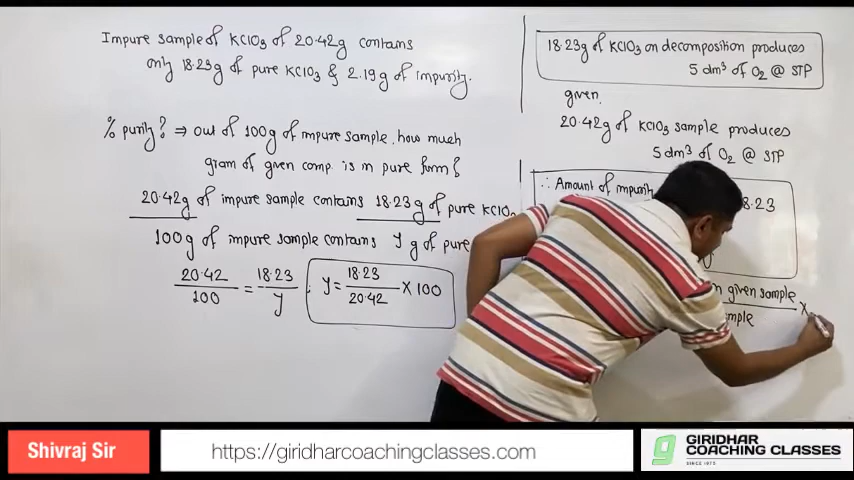 Impure sample of KClO3 of 20.42g contains
only 18.23g of pure KClO3 & 2.19g of impurity.
% purity? ⇒ out of 100g of impure sample, how much
gram of given comp. is in pure form?
20.42g of impure sample contains 18.23g of pure KClO3
100g of impure sample contains y g of pure
20.42/100 = 18.23/y ∴ y = 18.23/20.42 × 100
18.23g of KClO3 on decomposition produces
5 dm³ of O2 @ STP
given,
20.42g of KClO3 sample produces
5 dm³ of O2 @ STP
∴ Amount of impurity 8.23
given sample
×
Shivraj Sir
https://giridharcoachingclasses.com
GIRIDHAR
COACHING CLASSES
SINCE 1975